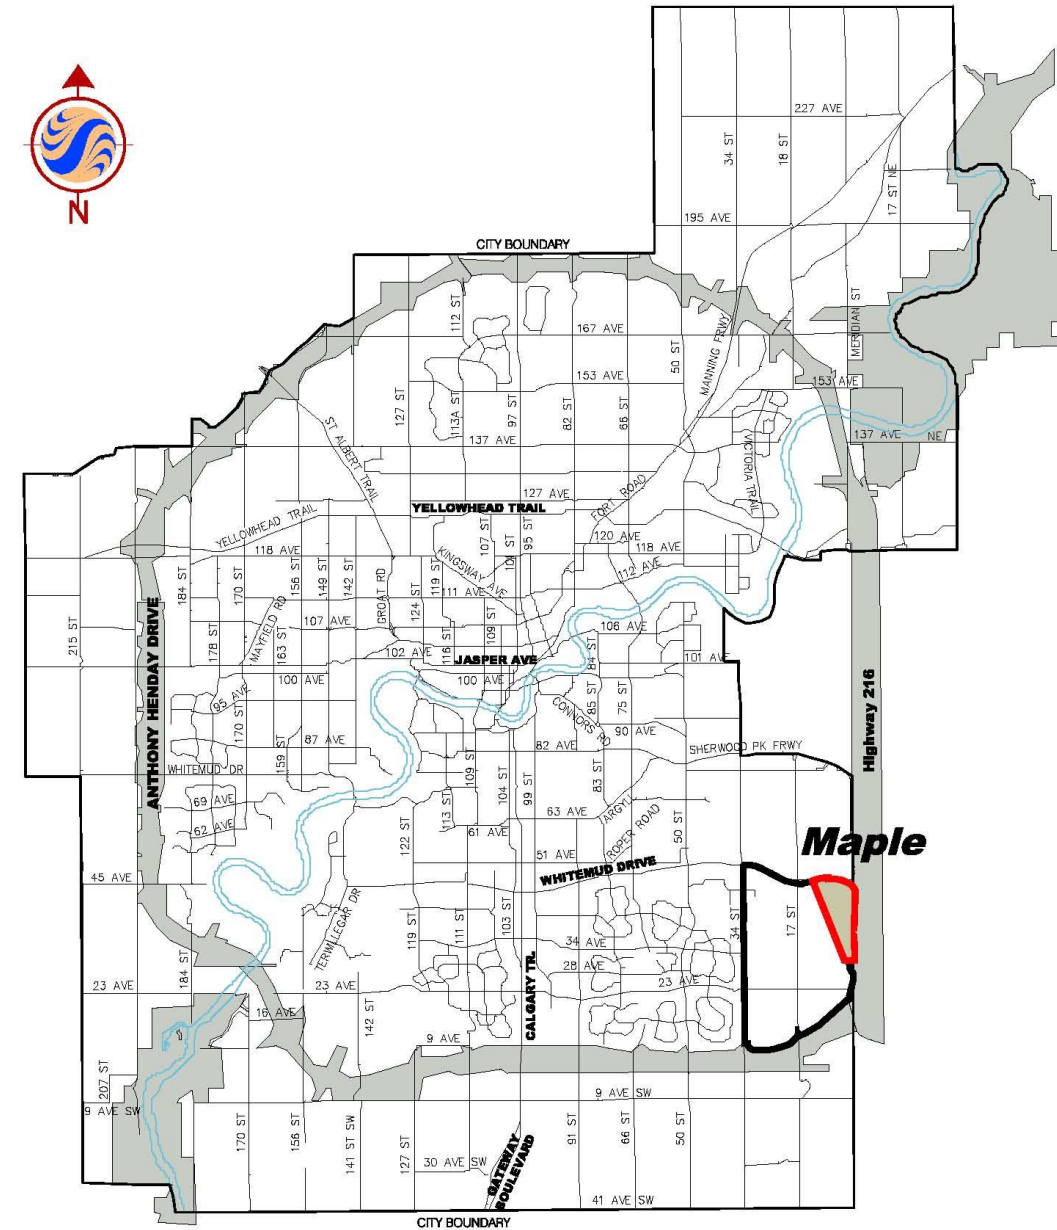 227 AVE
34 ST
18 ST
17 ST NE
N
195 AVE
CITY BOUNDARY
MERIDIAN ST
112 ST
167 AVE
MANNING FRWY
50 ST
153 AVE
153 AVE
127 ST
113A ST
97 ST
82 ST
66 ST
ST ALBERT TRAIL
137 AVE
VICTORIA TRAIL
137 AVE NE
127 AVE
FORT ROAD
YELLOWHEAD TRAIL
YELLOWHEAD TRAIL
107 ST
95 ST
120 AVE
118 AVE
118 AVE
KINGSWAY AVE
112 AVE
184 ST
170 ST
156 ST
149 ST
142 ST
GROAT RD
124 ST
119 ST
111 AVE
215 ST
178 ST
MAYFIELD RD
163 ST
107 AVE
116 ST
109 ST
106 AVE
ANTHONY HENDAY DRIVE
102 AVE
JASPER AVE
84 ST
101 AVE
100 AVE
100 AVE
95 AVE
170 ST
CONNORS RD
85 ST
75 ST
90 AVE
Highway 216
159 ST
87 AVE
82 AVE
SHERWOOD PK FRWY
WHITEMUD DR
109 ST
104 ST
99 ST
83 ST
69 AVE
62 AVE
122 ST
113 ST
61 AVE
63 AVE
ARGYLL
ROPER ROAD
50 ST
Maple
51 AVE
WHITEMUD DRIVE
45 AVE
TERWILLEGAR DR
119 ST
111 ST
103 ST
34 ST
17 ST
34 AVE
28 AVE
184 ST
23 AVE
23 AVE
23 AVE
CALGARY TR.
16 AVE
142 ST
9 AVE
207 ST
9 AVE SW
9 AVE SW
170 ST
156 ST
141 ST SW
127 ST
30 AVE SW
GATEWAY
BOULEVARD
91 ST
66 ST
50 ST
41 AVE SW
CITY BOUNDARY